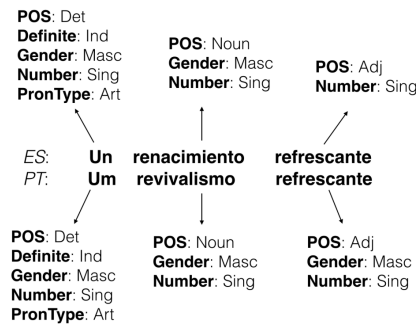 POS: Det
Definite: Ind
Gender: Masc
Number: Sing
PronType: Art
POS: Noun
Gender: Masc
Number: Sing
POS: Adj
Number: Sing
ES: Un renacimiento refrescante
PT: Um revivalismo refrescante
POS: Det
Definite: Ind
Gender: Masc
Number: Sing
PronType: Art
POS: Noun
Gender: Masc
Number: Sing
POS: Adj
Gender: Masc
Number: Sing